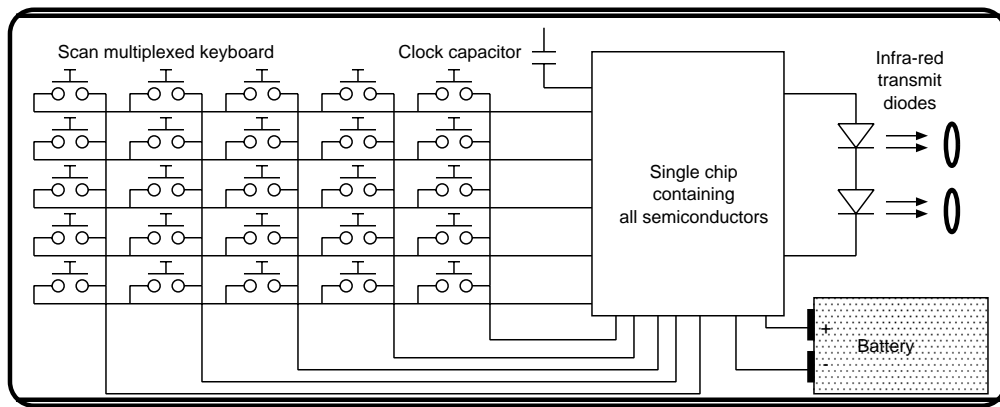 Scan multiplexed keyboard
Clock capacitor
Infra-red
transmit
diodes
Single chip
containing
all semiconductors
+
Battery
-